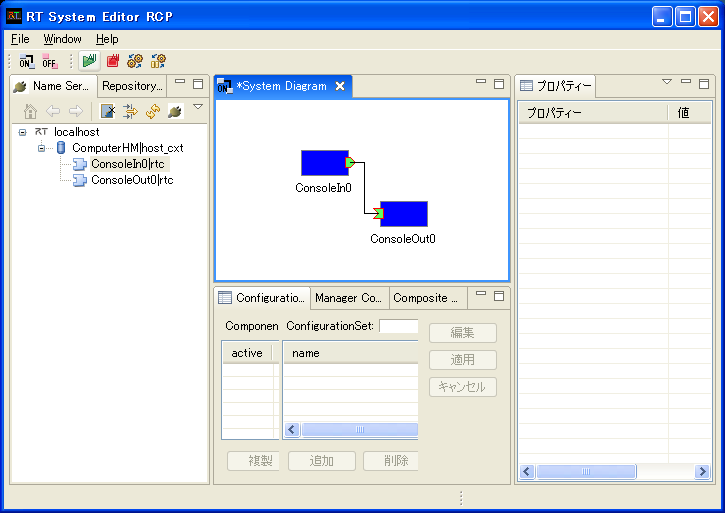 RT System Editor RCP
File Window Help
ON OFF
Name Ser... Repository...
RT localhost
ComputerHM|host_cxt
ConsoleIn0|rtc
ConsoleOut0|rtc
ON *System Diagram
ConsoleIn0
ConsoleOut0
Configuratio... Manager Co... Composite ...
Componen ConfigurationSet:
active name
編集
適用
キャンセル
複製 追加 削除
プロパティー
プロパティー 値